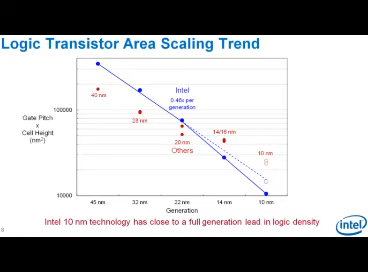 Logic Transistor Area Scaling Trend
Gate Pitch
x
Cell Height
(nm²)
100000
10000
40 nm
28 nm
20 nm
Others
Intel
0.46x per
generation
14/16 nm
10 nm
45 nm
32 nm
22 nm
14 nm
10 nm
Generation
Intel 10 nm technology has close to a full generation lead in logic density
8
intel